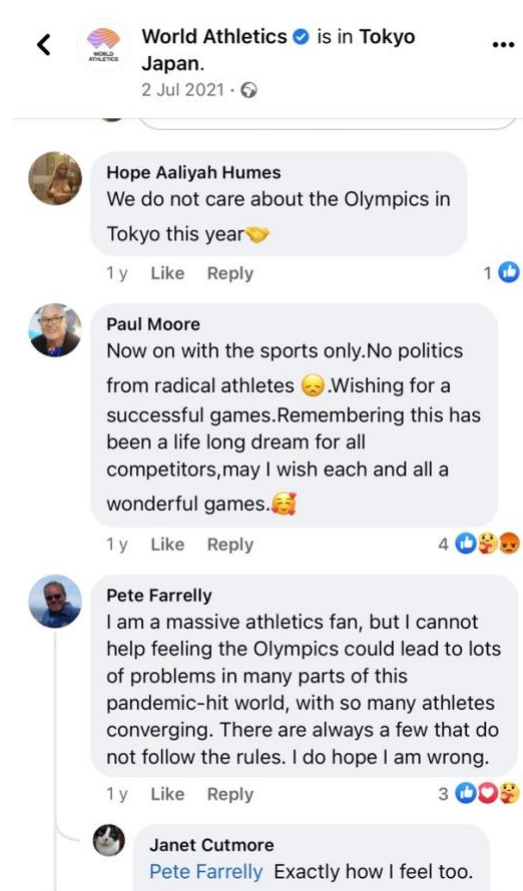 World Athletics is in Tokyo
Japan.
WORLD
ATHLETICS
2 Jul 2021 ·
Hope Aaliyah Humes
We do not care about the Olympics in
Tokyo this year🤝
1 y Like Reply 1
Paul Moore
Now on with the sports only.No politics
from radical athletes 😞.Wishing for a
successful games.Remembering this has
been a life long dream for all
competitors,may I wish each and all a
wonderful games.🥰
1 y Like Reply 4
Pete Farrelly
I am a massive athletics fan, but I cannot
help feeling the Olympics could lead to lots
of problems in many parts of this
pandemic-hit world, with so many athletes
converging. There are always a few that do
not follow the rules. I do hope I am wrong.
1 y Like Reply 3
Janet Cutmore
Pete Farrelly Exactly how I feel too.